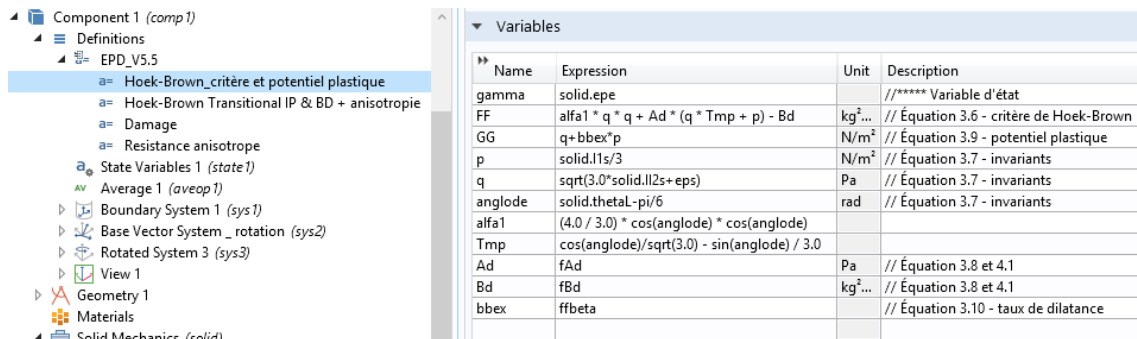 Component 1 (comp1)
Definitions
EPD_V5.5
a= Hoek-Brown_critère et potentiel plastique
a= Hoek-Brown Transitional IP & BD + anisotropie
a= Damage
a= Resistance anisotrope
State Variables 1 (state1)
AV Average 1 (aveop1)
Boundary System 1 (sys1)
Base Vector System _ rotation (sys2)
Rotated System 3 (sys3)
View 1
Geometry 1
Materials
Solid Mechanics (solid)
Variables
Name Expression Unit Description
gamma solid.epe //***** Variable d'état
FF alfa1 * q * q + Ad * (q * Tmp + p) - Bd kg²... // Équation 3.6 - critère de Hoek-Brown
GG q+bbex*p N/m² // Équation 3.9 - potentiel plastique
p solid.I1s/3 N/m² // Équation 3.7 - invariants
q sqrt(3.0*solid.II2s+eps) Pa // Équation 3.7 - invariants
anglode solid.thetaL-pi/6 rad // Équation 3.7 - invariants
alfa1 (4.0 / 3.0) * cos(anglode) * cos(anglode)
Tmp cos(anglode)/sqrt(3.0) - sin(anglode) / 3.0
Ad fAd Pa // Équation 3.8 et 4.1
Bd fBd kg²... // Équation 3.8 et 4.1
bbex ffbeta // Équation 3.10 - taux de dilatance